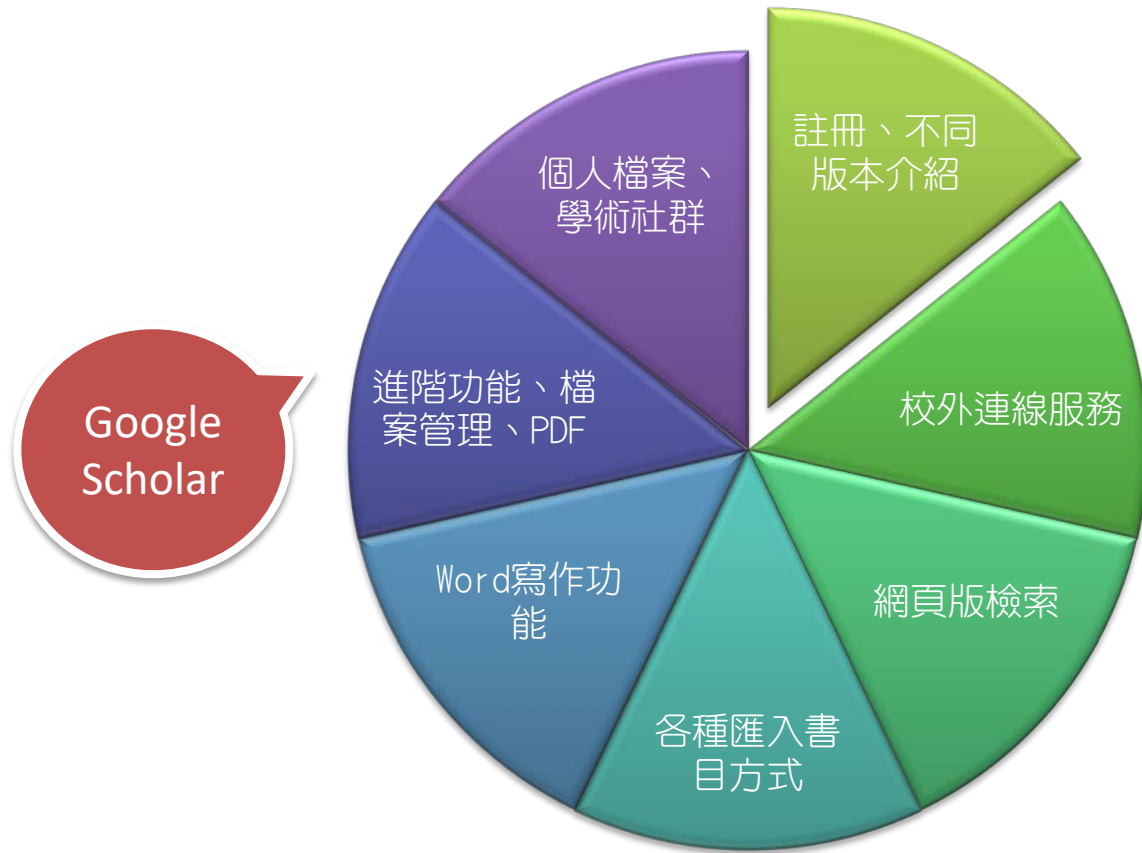 註冊、不同
版本介紹
校外連線服務
網頁版檢索
各種匯入書
目方式
Word寫作功
能
進階功能、檔
案管理、PDF
個人檔案、
學術社群
Google
Scholar